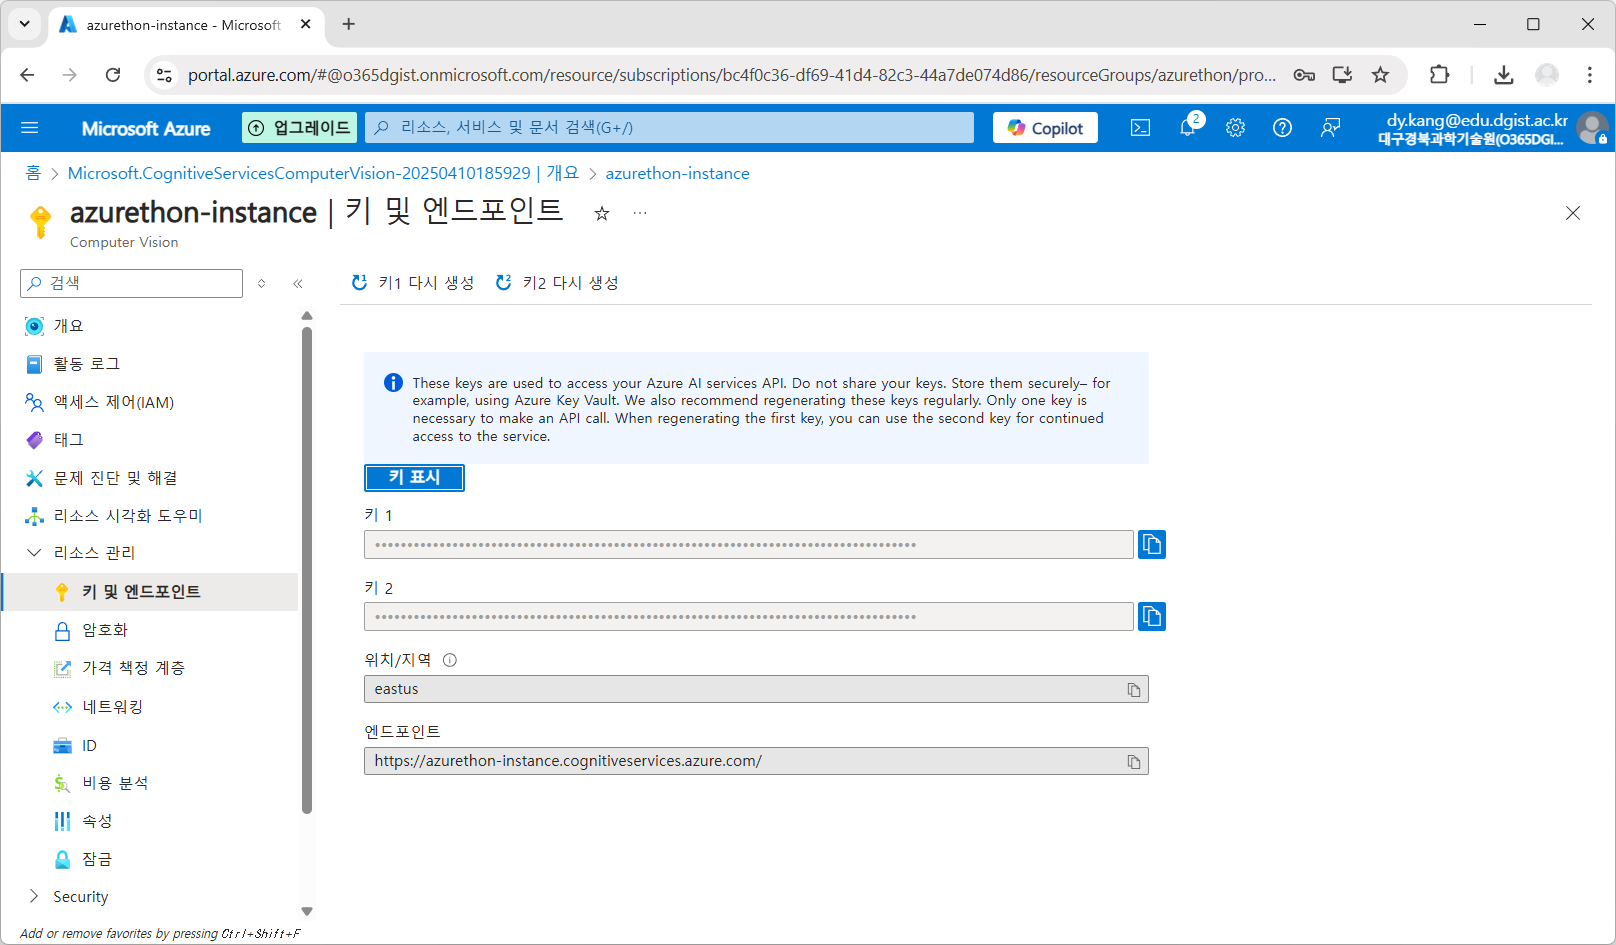 azurethon-instance - Microsoft
portal.azure.com/#@o365dgist.onmicrosoft.com/resource/subscriptions/bc4f0c36-df69-41d4-82c3-44a7de074d86/resourceGroups/azurethon/pro...
Microsoft Azure
업그레이드
리소스, 서비스 및 문서 검색(G+/)
Copilot
2
dy.kang@edu.dgist.ac.kr
대구경북과학기술원(O365DGI...
홈 > Microsoft.CognitiveServicesComputerVision-20250410185929 | 개요 > azurethon-instance
azurethon-instance | 키 및 엔드포인트
Computer Vision
검색
키1 다시 생성
키2 다시 생성
개요
활동 로그
액세스 제어(IAM)
태그
문제 진단 및 해결
리소스 시각화 도우미
리소스 관리
키 및 엔드포인트
암호화
가격 책정 계층
네트워킹
ID
비용 분석
속성
잠금
Security
Add or remove favorites by pressing Ctrl+Shift+F
These keys are used to access your Azure AI services API. Do not share your keys. Store them securely– for
example, using Azure Key Vault. We also recommend regenerating these keys regularly. Only one key is
necessary to make an API call. When regenerating the first key, you can use the second key for continued
access to the service.
키 표시
키 1
키 2
위치/지역
eastus
엔드포인트
https://azurethon-instance.cognitiveservices.azure.com/